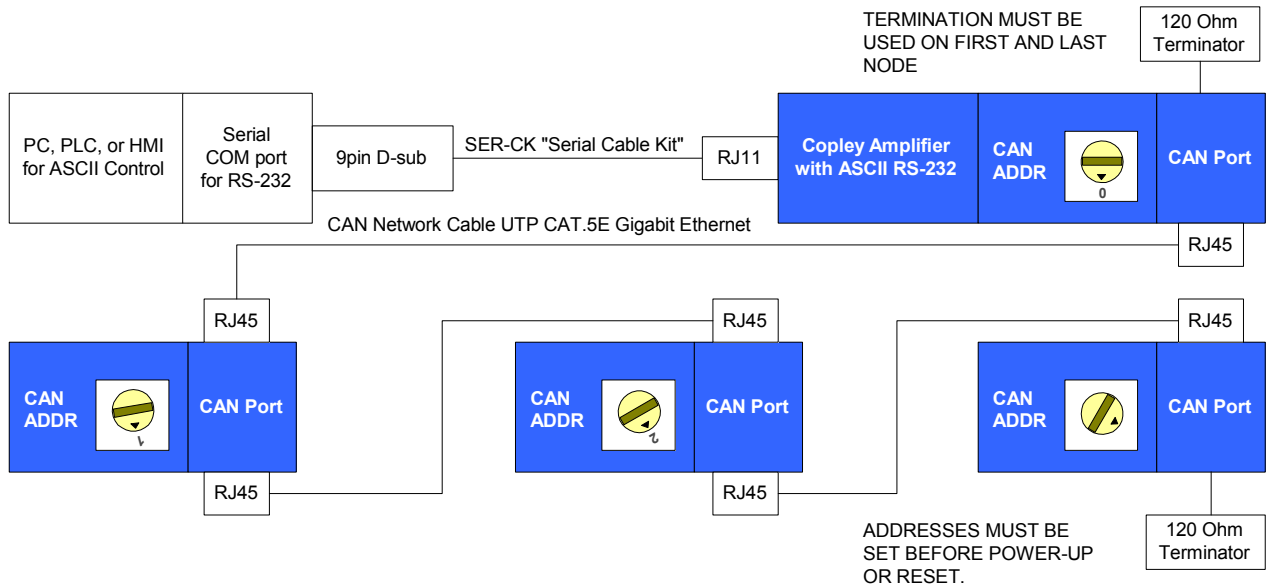 TERMINATION MUST BE
USED ON FIRST AND LAST
NODE
120 Ohm
Terminator
PC, PLC, or HMI
for ASCII Control
Serial
COM port
for RS-232
9pin D-sub
SER-CK "Serial Cable Kit"
RJ11
Copley Amplifier
with ASCII RS-232
CAN
ADDR
0
CAN Port
CAN Network Cable UTP CAT.5E Gigabit Ethernet
RJ45
RJ45
RJ45
RJ45
CAN
ADDR
1
CAN Port
CAN
ADDR
2
CAN Port
CAN
ADDR
CAN Port
RJ45
RJ45
ADDRESSES MUST BE
SET BEFORE POWER-UP
OR RESET.
120 Ohm
Terminator